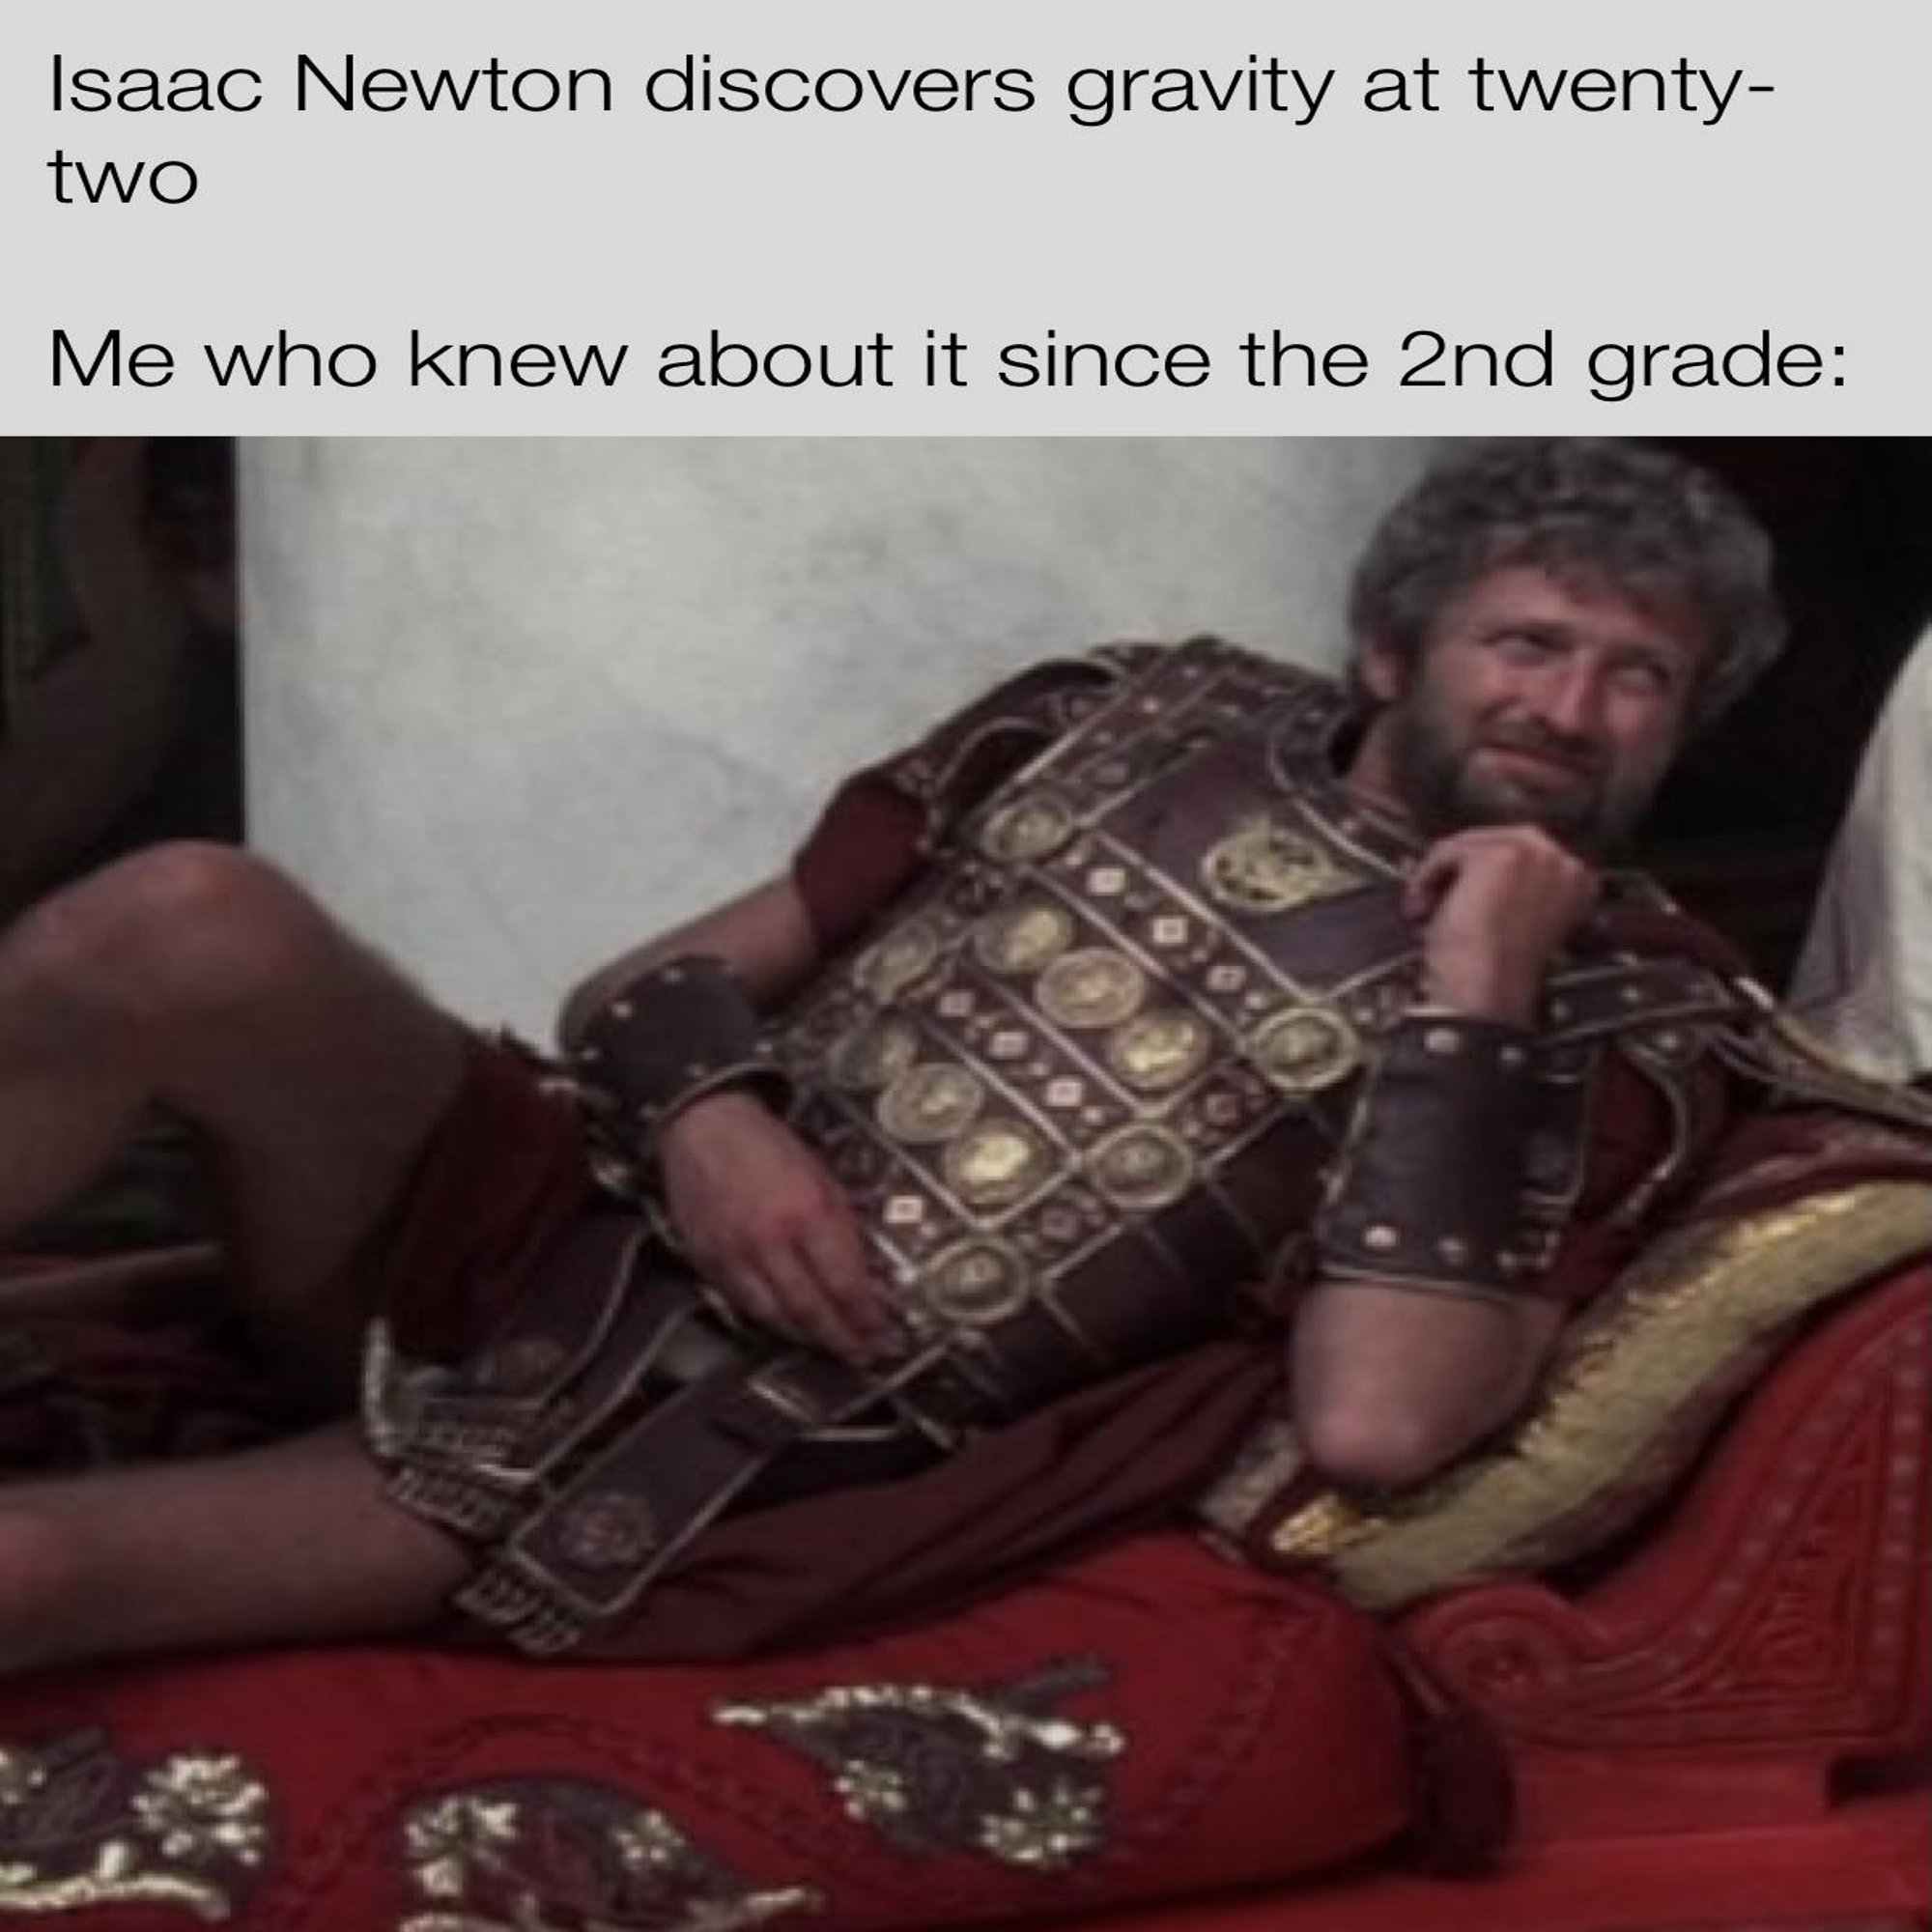 Isaac Newton discovers gravity at twenty-
two
Me who knew about it since the 2nd grade: